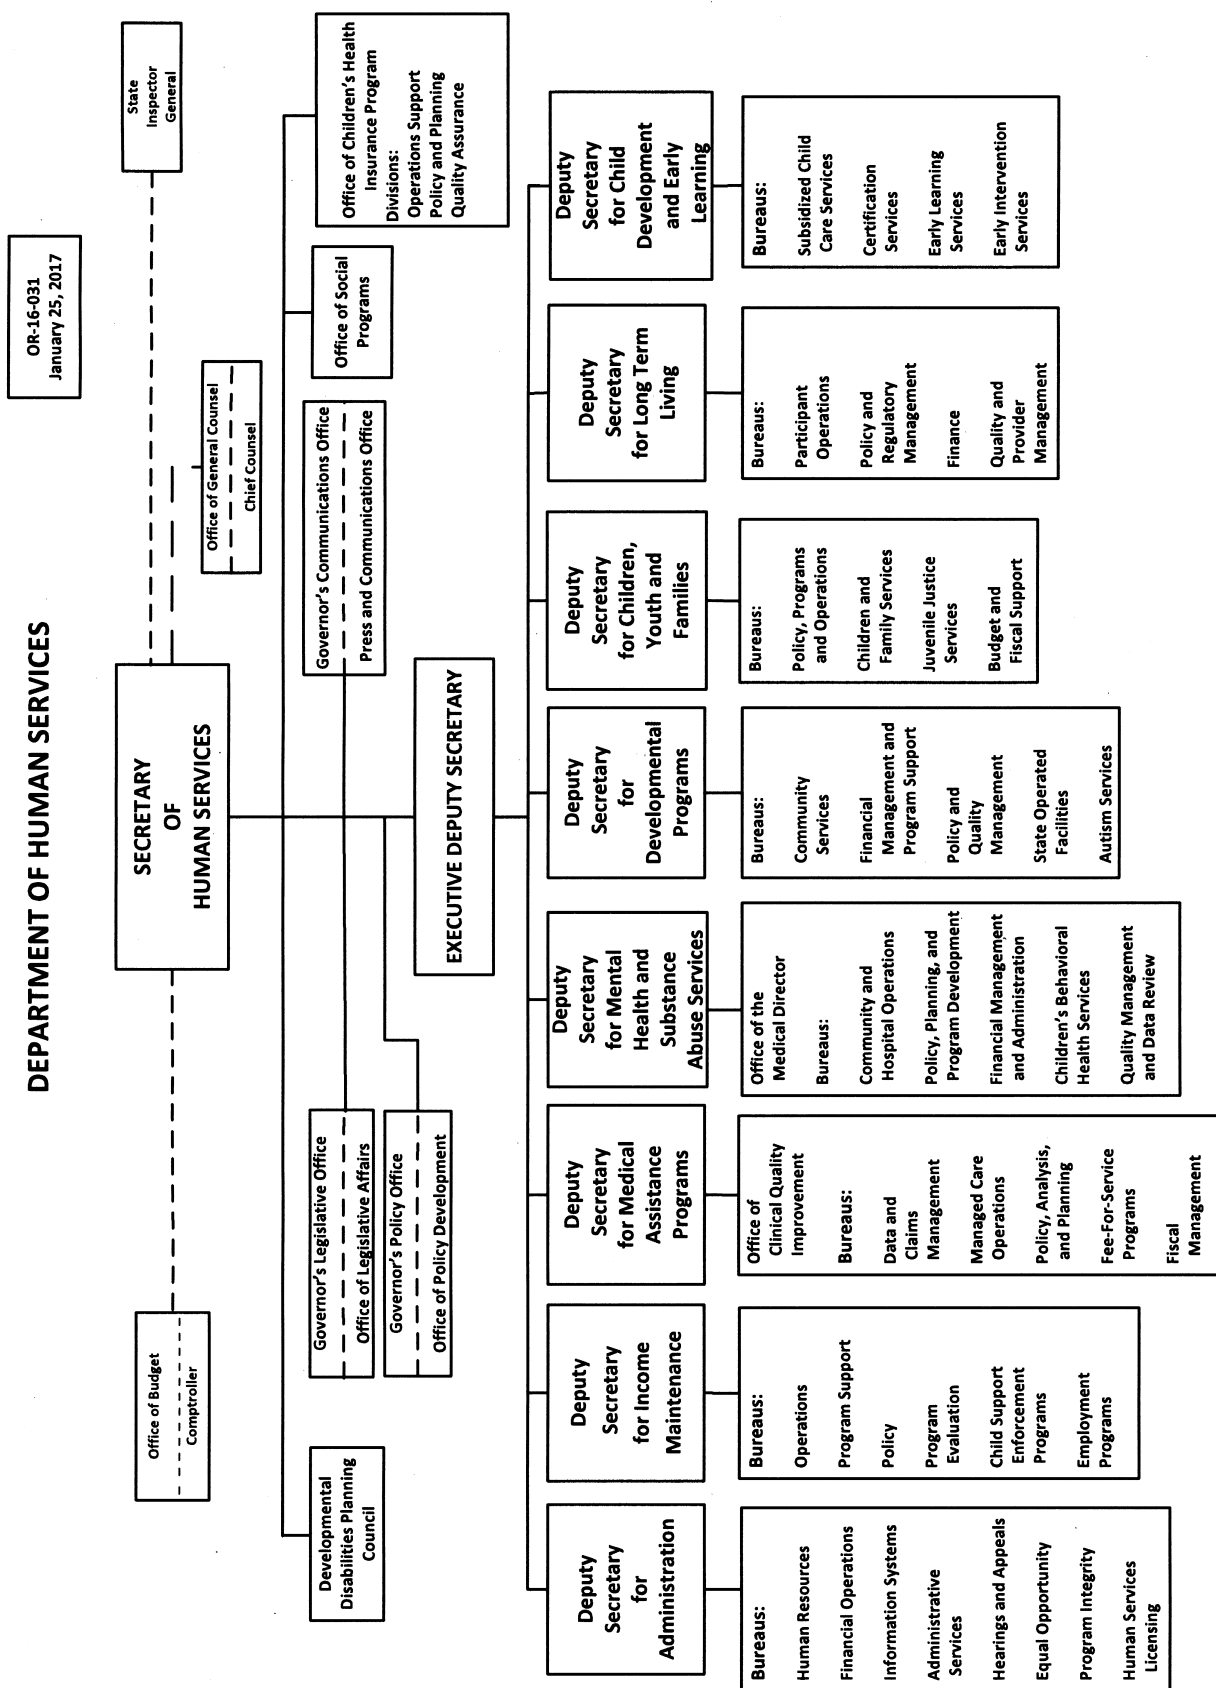 DEPARTMENT OF HUMAN SERVICES
OR-16-031
January 25, 2017
State
Inspector
General
SECRETARY
OF
HUMAN SERVICES
Office of Budget
Comptroller
Office of General Counsel
Chief Counsel
Developmental
Disabilities Planning
Council
Governor's Legislative Office
Office of Legislative Affairs
Governor's Policy Office
Office of Policy Development
Governor's Communications Office
Press and Communications Office
Office of Social
Programs
Office of Children's Health
Insurance Program
Divisions:
Operations Support
Policy and Planning
Quality Assurance
EXECUTIVE DEPUTY SECRETARY
Deputy
Secretary
for
Administration
Bureaus:
Human Resources
Financial Operations
Information Systems
Administrative
Services
Hearings and Appeals
Equal Opportunity
Program Integrity
Human Services
Licensing
Deputy
Secretary
for Income
Maintenance
Bureaus:
Operations
Program Support
Policy
Program
Evaluation
Child Support
Enforcement
Programs
Employment
Programs
Deputy
Secretary
for Medical
Assistance
Programs
Office of
Clinical Quality
Improvement
Bureaus:
Data and
Claims
Management
Managed Care
Operations
Policy, Analysis,
and Planning
Fee-For-Service
Programs
Fiscal
Management
Deputy
Secretary
for Mental
Health and
Substance
Abuse Services
Office of the
Medical Director
Bureaus:
Community and
Hospital Operations
Policy, Planning, and
Program Development
Financial Management
and Administration
Children's Behavioral
Health Services
Quality Management
and Data Review
Deputy
Secretary
for
Developmental
Programs
Bureaus:
Community
Services
Financial
Management and
Program Support
Policy and
Quality
Management
State Operated
Facilities
Autism Services
Deputy
Secretary
for Children,
Youth and
Families
Bureaus:
Policy, Programs
and Operations
Children and
Family Services
Juvenile Justice
Services
Budget and
Fiscal Support
Deputy
Secretary
for Long Term
Living
Bureaus:
Participant
Operations
Policy and
Regulatory
Management
Finance
Quality and
Provider
Management
Deputy
Secretary
for Child
Development
and Early
Learning
Bureaus:
Subsidized Child
Care Services
Certification
Services
Early Learning
Services
Early Intervention
Services